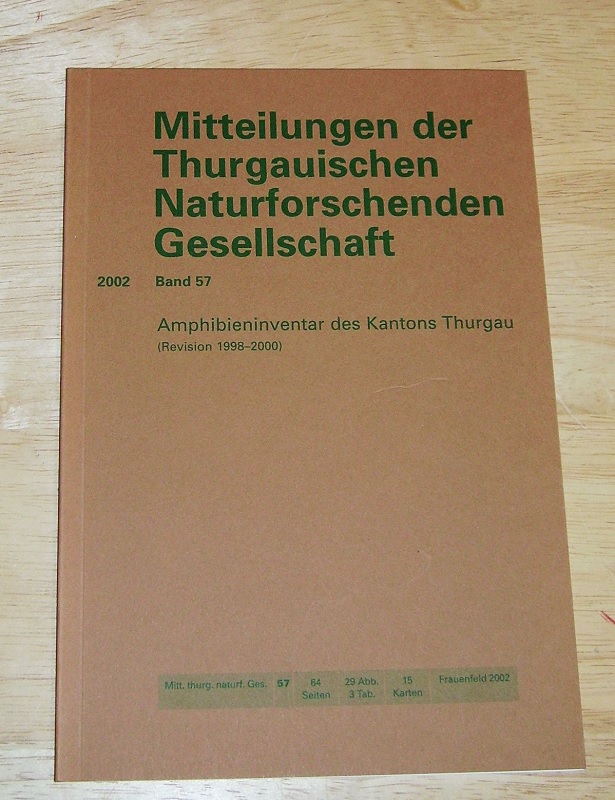 Mitteilungen der
Thurgauischen
Naturforschenden
Gesellschaft
2002 Band 57
Amphibieninventar des Kantons Thurgau
(Revision 1998–2000)
Mitt. thurg. naturf. Ges. 57 64 29 Abb. 15 Frauenfeld 2002
Seiten 3 Tab. Karten